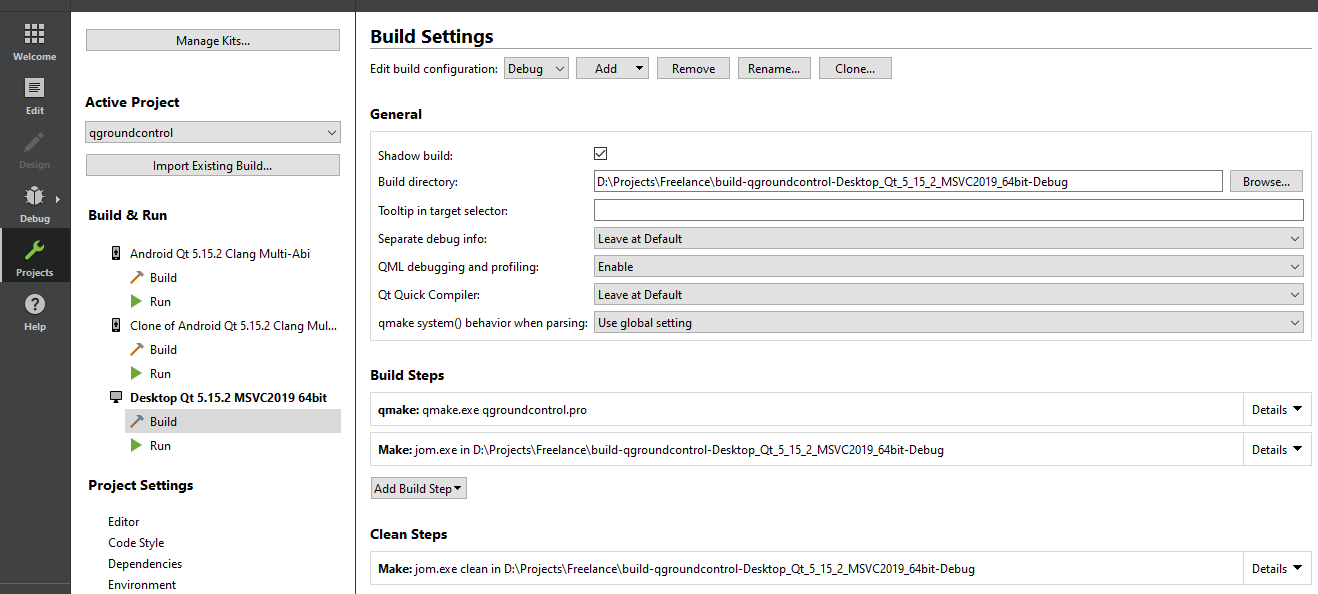 Welcome
Edit
Design
Debug
Projects
Help
Manage Kits...
Active Project
qgroundcontrol
Import Existing Build...
Build & Run
Android Qt 5.15.2 Clang Multi-Abi
Build
Run
Clone of Android Qt 5.15.2 Clang Mul...
Build
Run
Desktop Qt 5.15.2 MSVC2019 64bit
Build
Run
Project Settings
Editor
Code Style
Dependencies
Environment
Build Settings
Edit build configuration: Debug Add Remove Rename... Clone...
General
Shadow build:
Build directory: D:\Projects\Freelance\build-qgroundcontrol-Desktop_Qt_5_15_2_MSVC2019_64bit-Debug Browse...
Tooltip in target selector:
Separate debug info: Leave at Default
QML debugging and profiling: Enable
Qt Quick Compiler: Leave at Default
qmake system() behavior when parsing: Use global setting
Build Steps
qmake: qmake.exe qgroundcontrol.pro Details
Make: jom.exe in D:\Projects\Freelance\build-qgroundcontrol-Desktop_Qt_5_15_2_MSVC2019_64bit-Debug Details
Add Build Step
Clean Steps
Make: jom.exe clean in D:\Projects\Freelance\build-qgroundcontrol-Desktop_Qt_5_15_2_MSVC2019_64bit-Debug Details